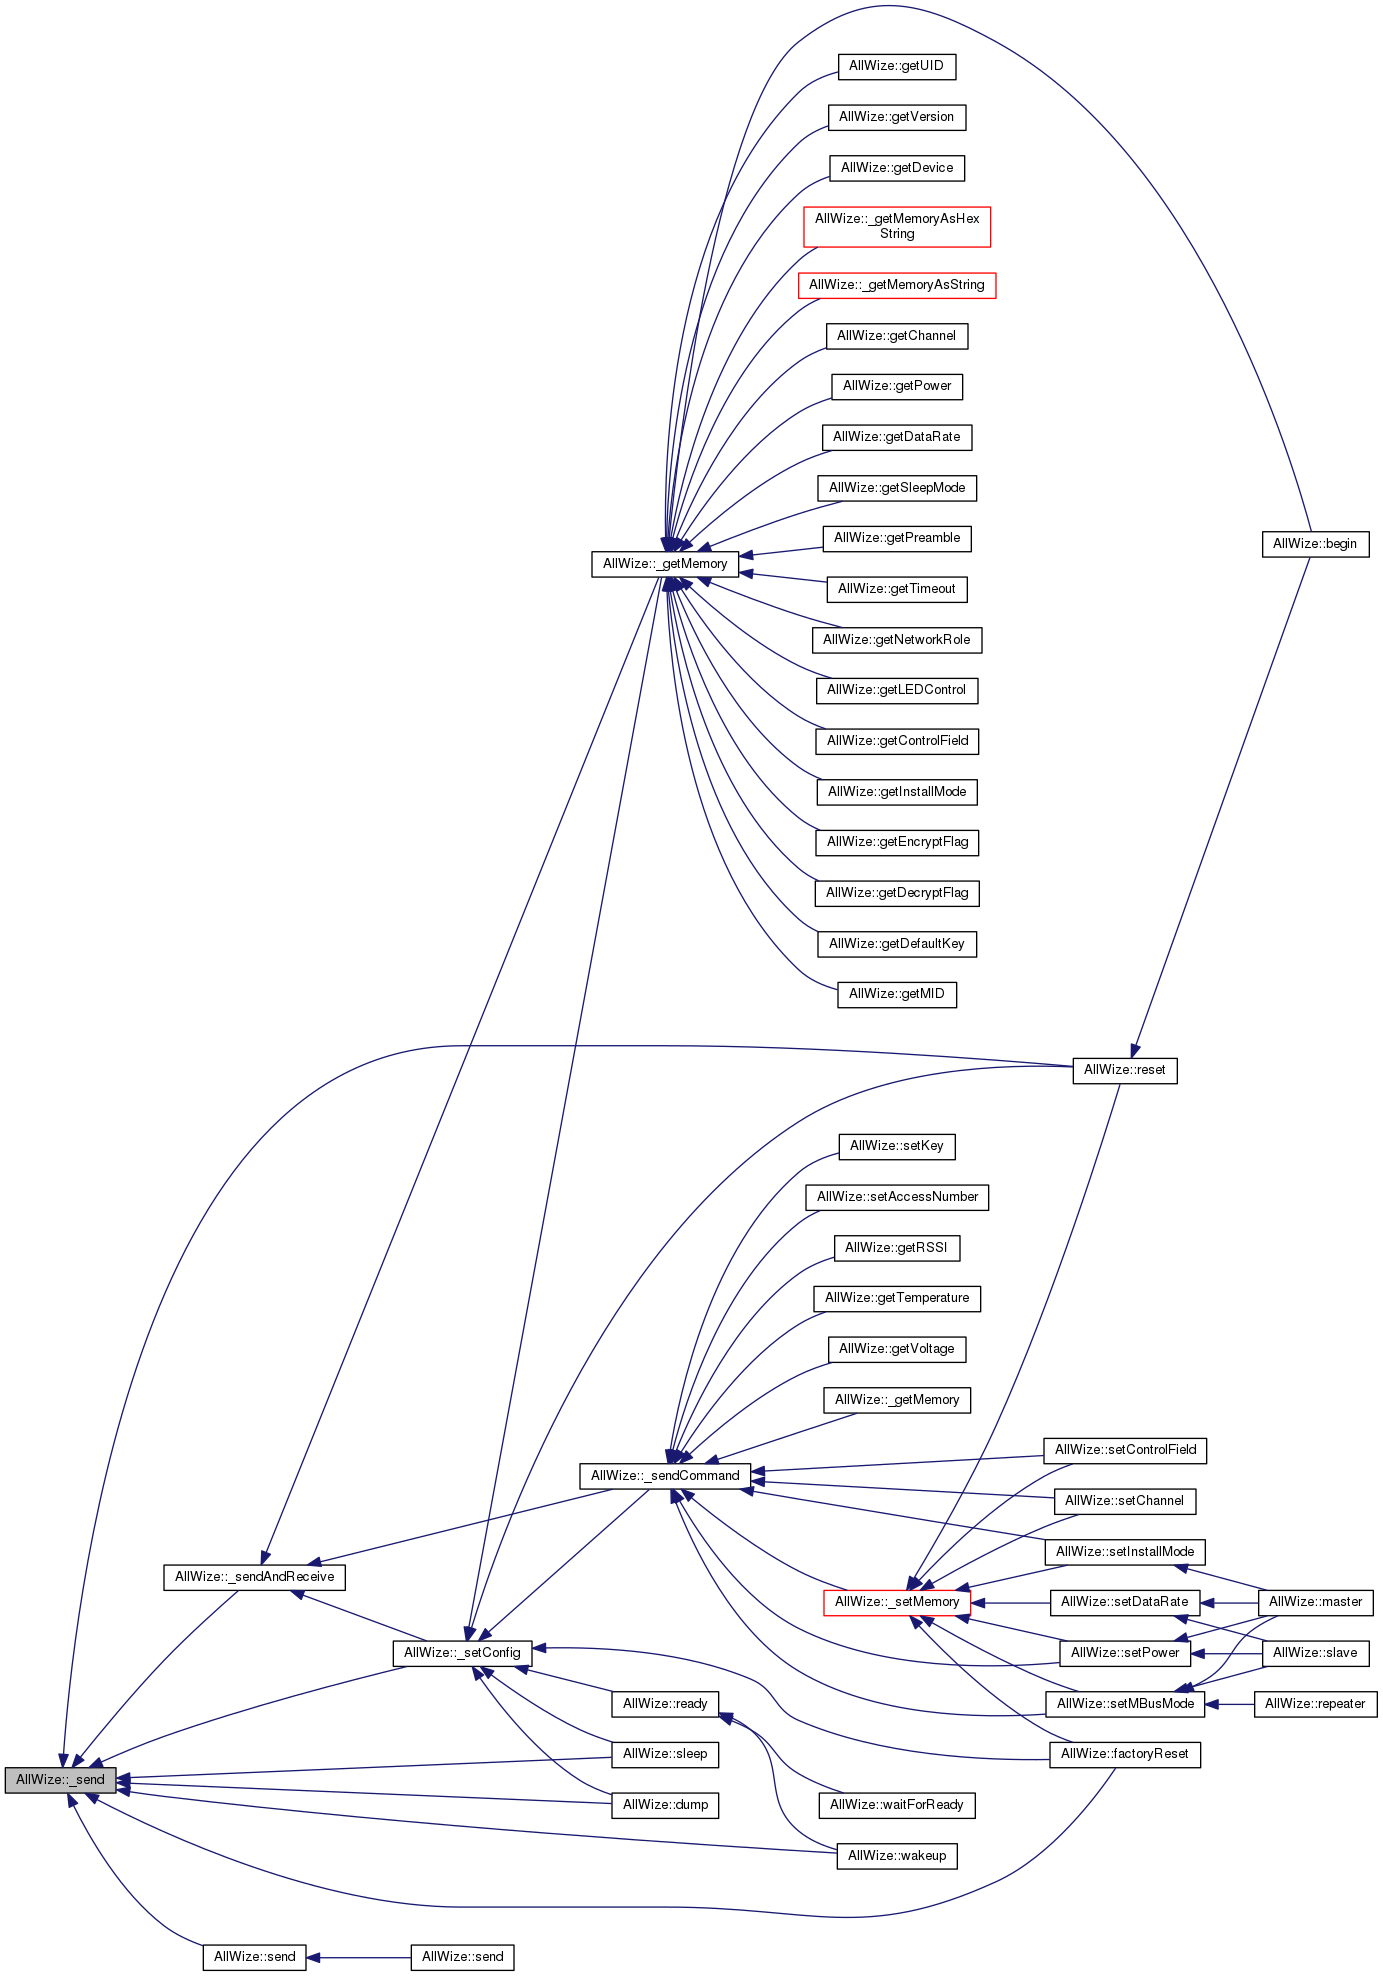 AllWize::getUID
AllWize::getVersion
AllWize::getDevice
AllWize::_getMemoryAsHex
String
AllWize::_getMemoryAsString
AllWize::getChannel
AllWize::getPower
AllWize::getDataRate
AllWize::getSleepMode
AllWize::getPreamble
AllWize::begin
AllWize::_getMemory
AllWize::getTimeout
AllWize::getNetworkRole
AllWize::getLEDControl
AllWize::getControlField
AllWize::getInstallMode
AllWize::getEncryptFlag
AllWize::getDecryptFlag
AllWize::getDefaultKey
AllWize::getMID
AllWize::reset
AllWize::setKey
AllWize::setAccessNumber
AllWize::getRSSI
AllWize::getTemperature
AllWize::getVoltage
AllWize::_getMemory
AllWize::setControlField
AllWize::_sendCommand
AllWize::setChannel
AllWize::setInstallMode
AllWize::_sendAndReceive
AllWize::_setMemory
AllWize::setDataRate
AllWize::master
AllWize::_setConfig
AllWize::setPower
AllWize::slave
AllWize::ready
AllWize::setMBusMode
AllWize::repeater
AllWize::sleep
AllWize::factoryReset
AllWize::_send
AllWize::dump
AllWize::waitForReady
AllWize::wakeup
AllWize::send
AllWize::send